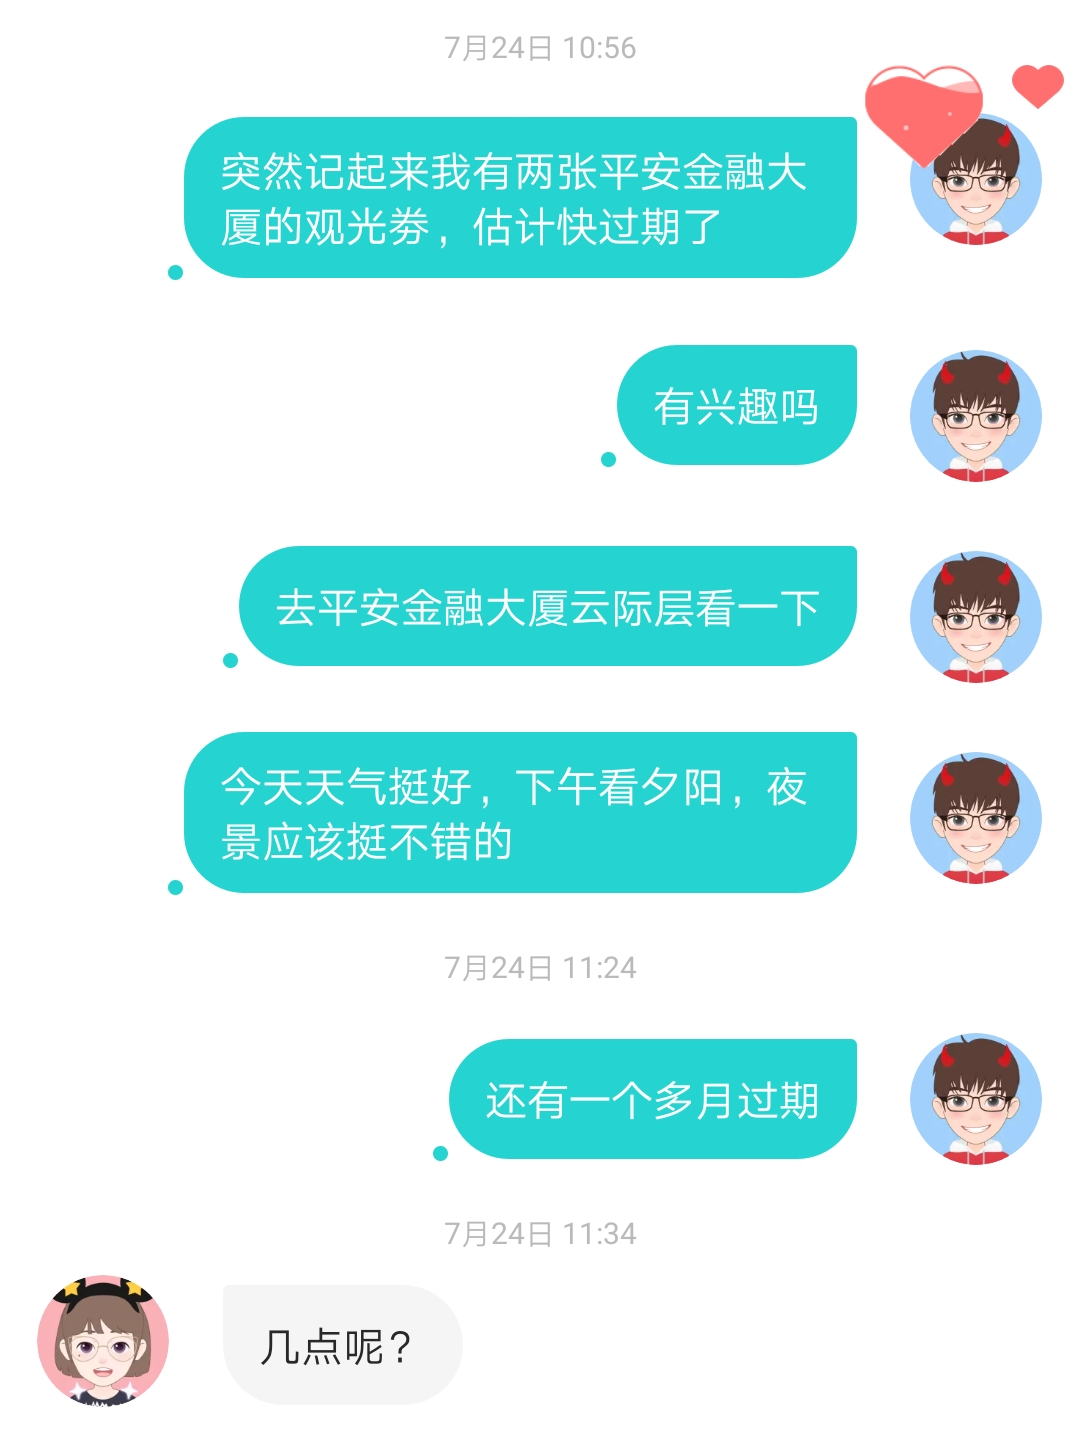 7月24日 10:56
突然记起来我有两张平安金融大
厦的观光券，估计快过期了
有兴趣吗
去平安金融大厦云际层看一下
今天天气挺好，下午看夕阳，夜
景应该挺不错的
7月24日 11:24
还有一个多月过期
7月24日 11:34
几点呢？